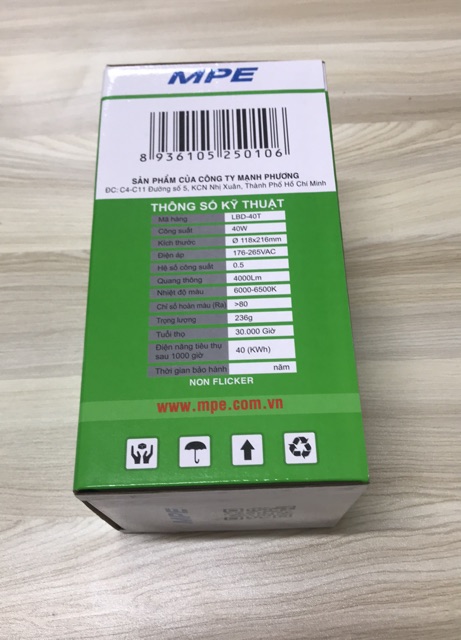 MPE
8 936105 250106
SẢN PHẨM CỦA CÔNG TY MẠNH PHƯƠNG
ĐC: C4-C11 Đường số 5, KCN Nhị Xuân, Thành Phố Hồ Chí Minh
THÔNG SỐ KỸ THUẬT
Mã hàng LBD-40T
Công suất 40W
Kích thước Ø 118x216mm
Điện áp 176-265VAC
Hệ số công suất 0.5
Quang thông 4000Lm
Nhiệt độ màu 6000-6500K
Chỉ số hoàn màu (Ra) >80
Trọng lượng 236g
Tuổi thọ 30.000 Giờ
Điện năng tiêu thụ
sau 1000 giờ 40 (KWh)
Thời gian bảo hành năm
NON FLICKER
www.mpe.com.vn